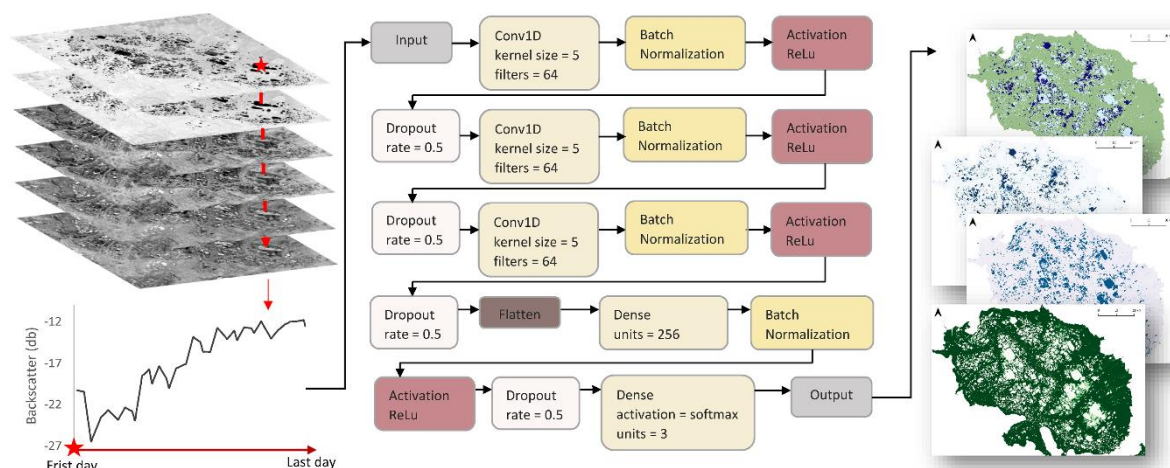 Input
Conv1D
kernel size = 5
filters = 64
Batch
Normalization
Activation
ReLu
Dropout
rate = 0.5
Conv1D
kernel size = 5
filters = 64
Batch
Normalization
Activation
ReLu
Dropout
rate = 0.5
Conv1D
kernel size = 5
filters = 64
Batch
Normalization
Activation
ReLu
Dropout
rate = 0.5
Flatten
Dense
units = 256
Batch
Normalization
Activation
ReLu
Dropout
rate = 0.5
Dense
activation = softmax
units = 3
Output
Backscatter (db)
-12
-17
-22
-27
Frist day
Last day